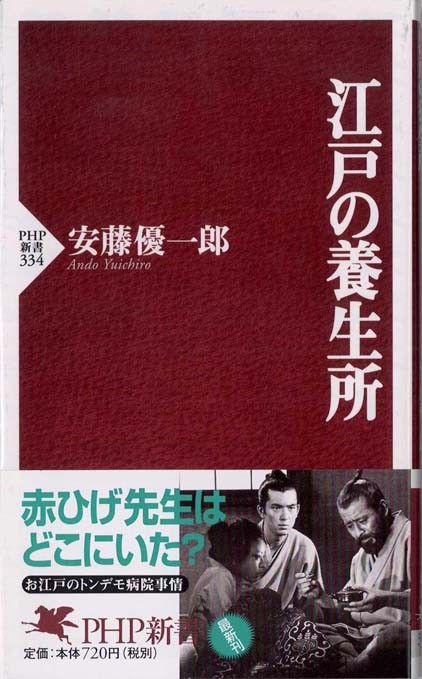 江戸の養生所
PHP
新書
334
安藤優一郎
Ando Yuichiro
赤ひげ先生は
どこにいた?
お江戸のトンデモ病院事情
PHP新書
最新刊
定価:本体720円(税別)